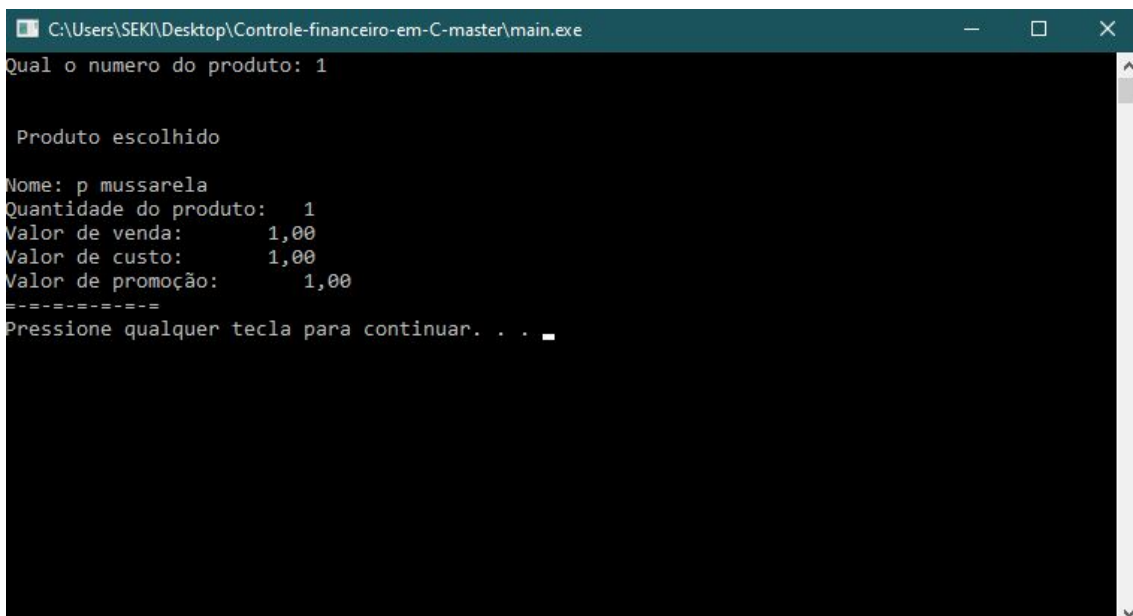 C:\Users\SEKI\Desktop\Controle-financeiro-em-C-master\main.exe
Qual o numero do produto: 1
Produto escolhido
Nome: p mussarela
Quantidade do produto: 1
Valor de venda: 1,00
Valor de custo: 1,00
Valor de promoção: 1,00
=-=-=-=-=-=-=
Pressione qualquer tecla para continuar. . .